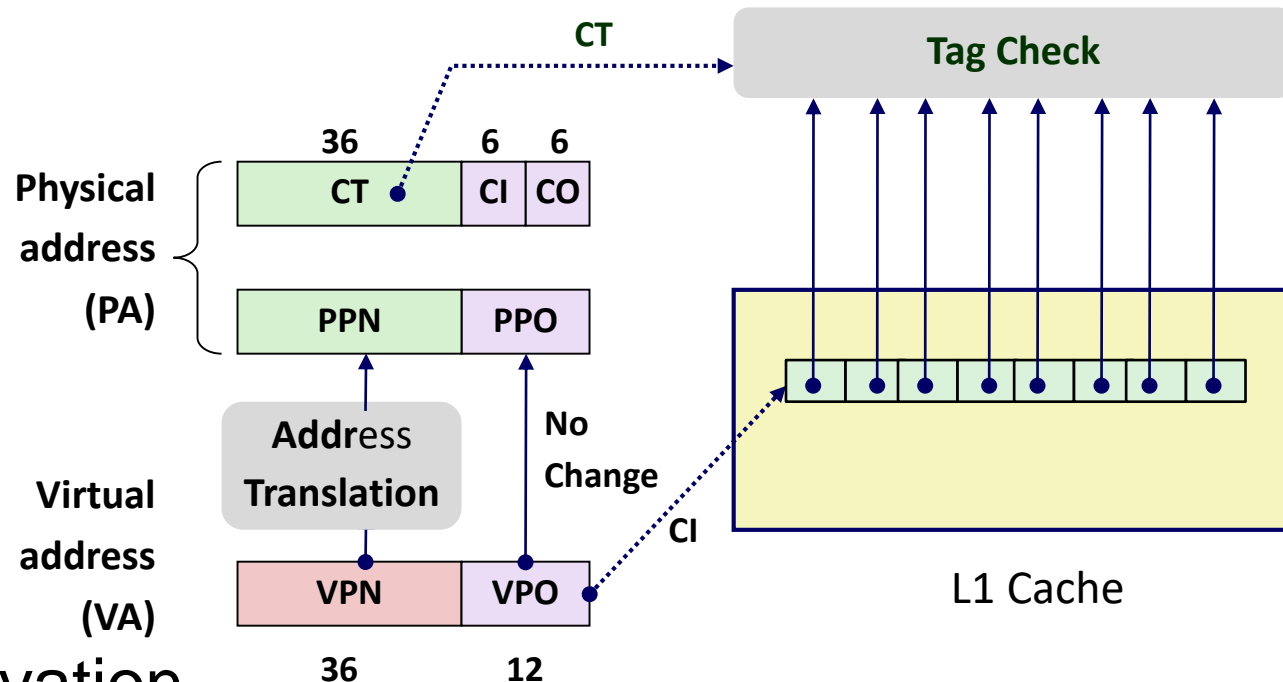 CT
Tag Check
36 6 6
Physical
address
(PA)
CT CI CO
PPN PPO
Address
Translation
No
Change
Virtual
address
(VA)
CI
VPN VPO
L1 Cache
36 12